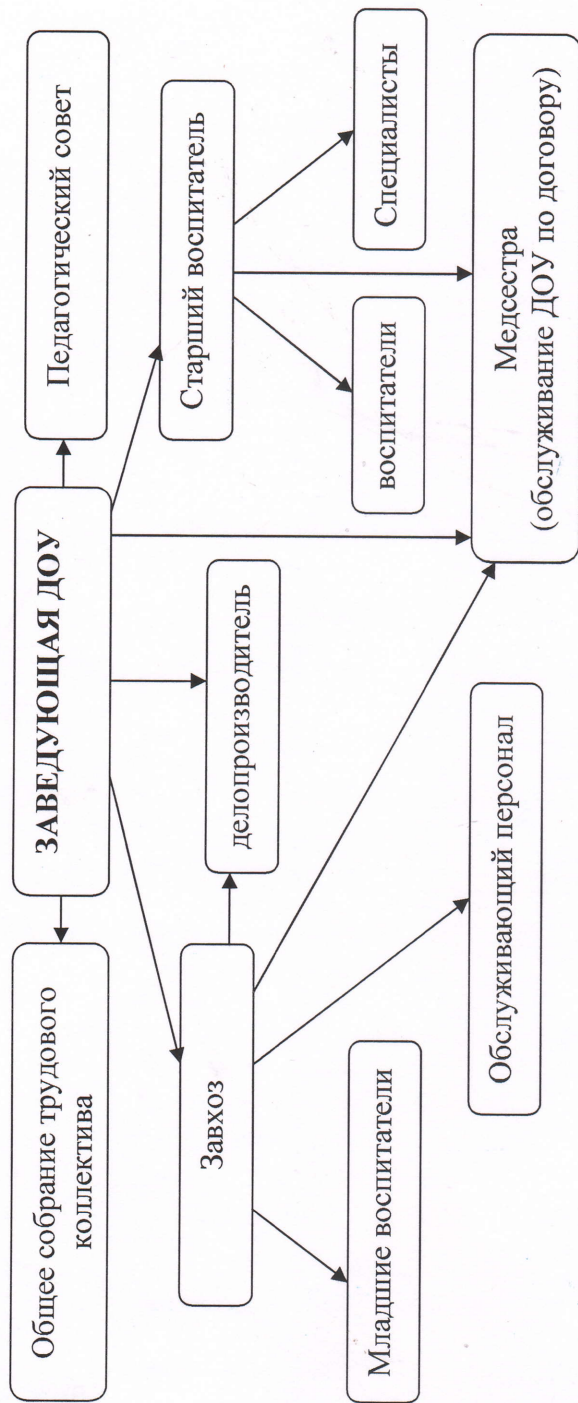 Общее собрание трудового
коллектива
ЗАВЕДУЮЩАЯ ДОУ
Педагогический совет
Завхоз
делопроизводитель
Старший воспитатель
Младшие воспитатели
воспитатели
Специалисты
Обслуживающий персонал
Медсестра
(обслуживание ДОУ по договору)